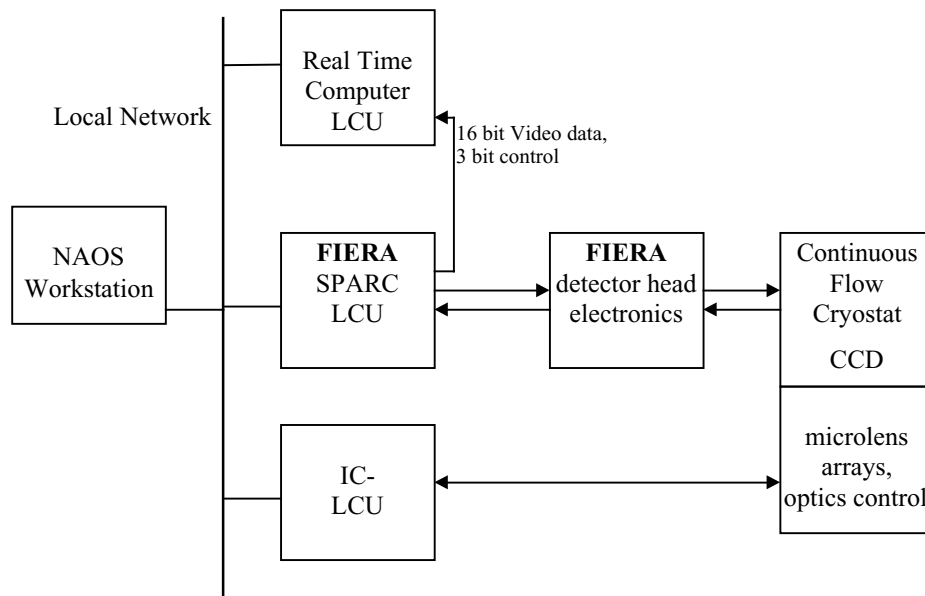 Real Time
Computer
LCU
Local Network
16 bit Video data,
3 bit control
NAOS
Workstation
FIERA
SPARC
LCU
FIERA
detector head
electronics
Continuous
Flow
Cryostat
CCD
IC-
LCU
microlens
arrays,
optics control